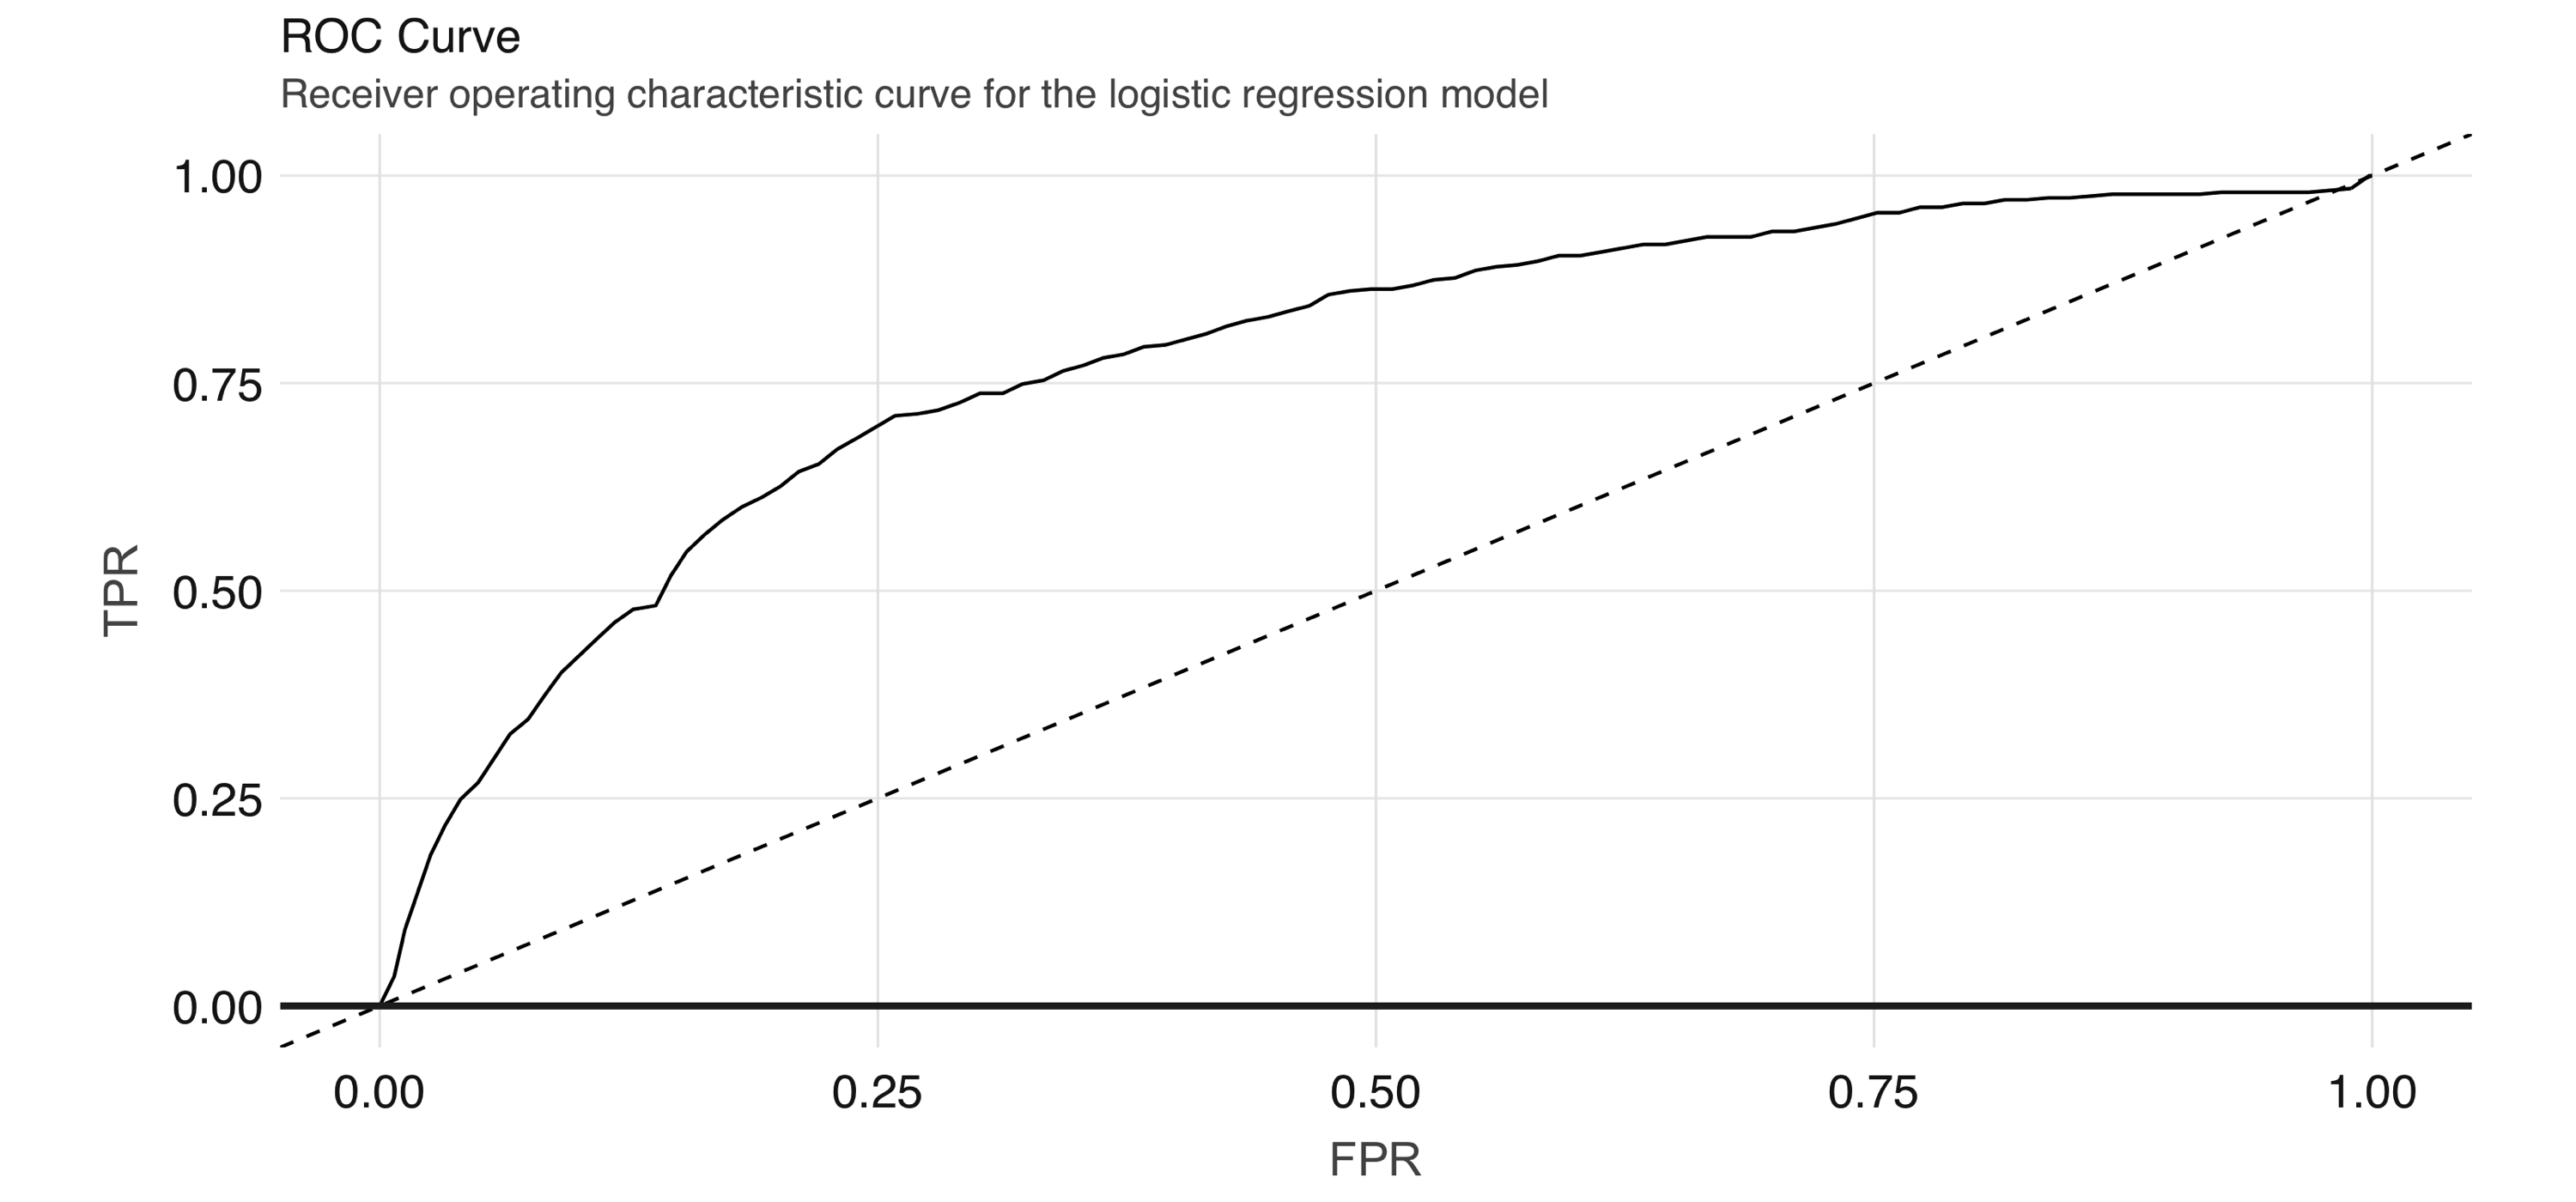 ROC Curve
Receiver operating characteristic curve for the logistic regression model
1.00
0.75
0.50
0.25
0.00
TPR
0.00 0.25 0.50 0.75 1.00
FPR